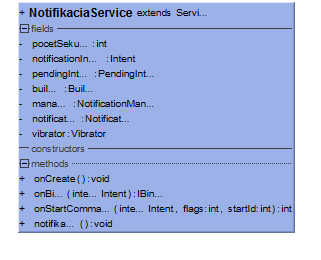 + NotifikaciaService extends Servi...
fields
- pocetSeku... : int
- notificationIn... : Intent
- pendingInt... : PendingInt...
- buil... : Buil...
- mana... : NotificationMan...
- notificat... : Notificat...
- vibrator : Vibrator
constructors
methods
+ onCreate ( ) : void
+ onBi... ( inte... Intent) : IBin...
+ onStartComma... ( inte... Intent, flags: int, startId: int) : int
+ notifika... ( ) : void